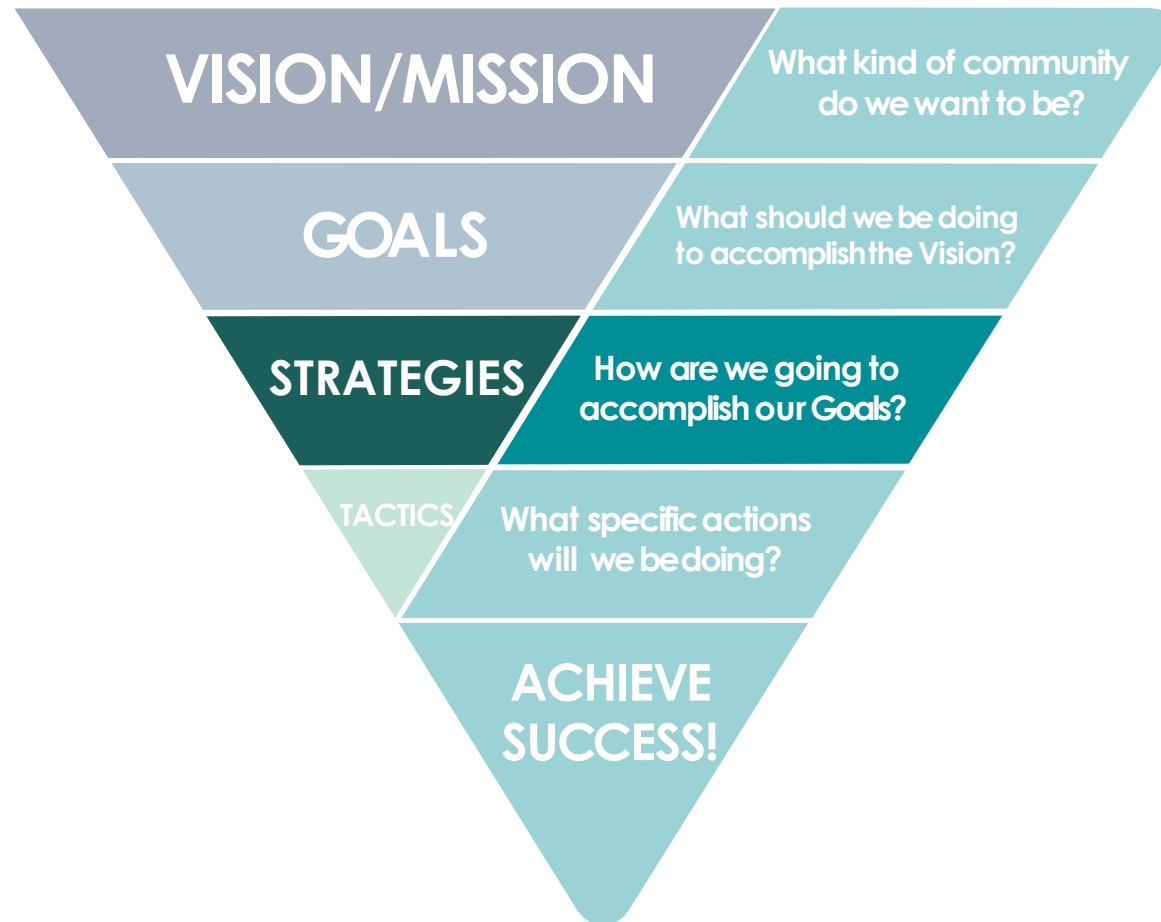 VISION/MISSION
What kind of community
do we want to be?
GOALS
What should we be doing
to accomplish the Vision?
STRATEGIES
How are we going to
accomplish our Goals?
TACTICS
What specific actions
will we be doing?
ACHIEVE
SUCCESS!